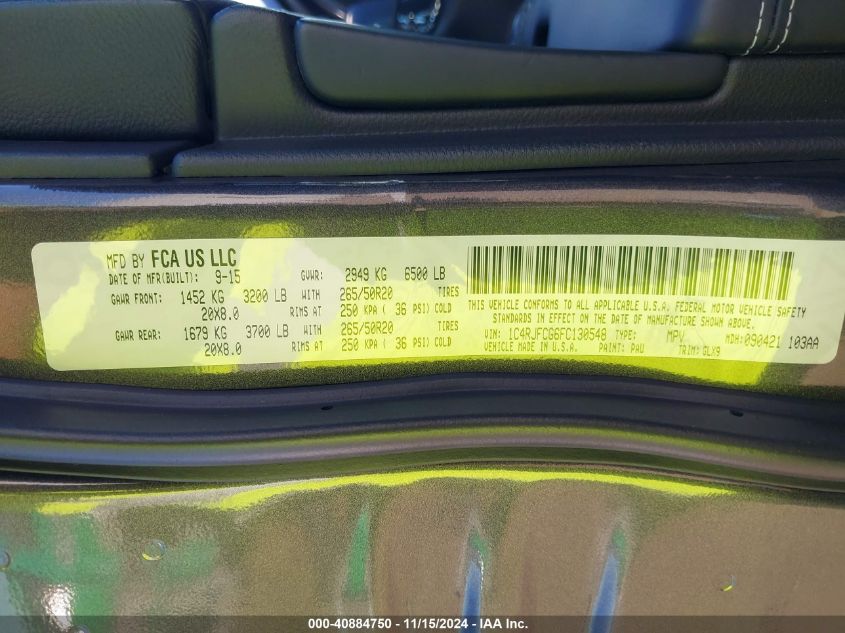 MFD BY FCA US LLC
DATE OF MFR(BUILT): 9-15 GVWR: 2949 KG 6500 LB
GAWR FRONT: 1452 KG 3200 LB WITH 265/50R20 TIRES
20X8.0 RIMS AT 250 KPA ( 36 PSI) COLD
GAWR REAR: 1679 KG 3700 LB WITH 265/50R20 TIRES
20X8.0 RIMS AT 250 KPA ( 36 PSI) COLD
THIS VEHICLE CONFORMS TO ALL APPLICABLE U.S.A. FEDERAL MOTOR VEHICLE SAFETY
STANDARDS IN EFFECT ON THE DATE OF MANUFACTURE SHOWN ABOVE.
VIN: 1C4RJFCG6FC130548 TYPE: MPV MDH: 090421 103AA
VEHICLE MADE IN U.S.A. PAINT: PAU TRIM: GLX9
000-40884750 - 11/15/2024 - IAA Inc.